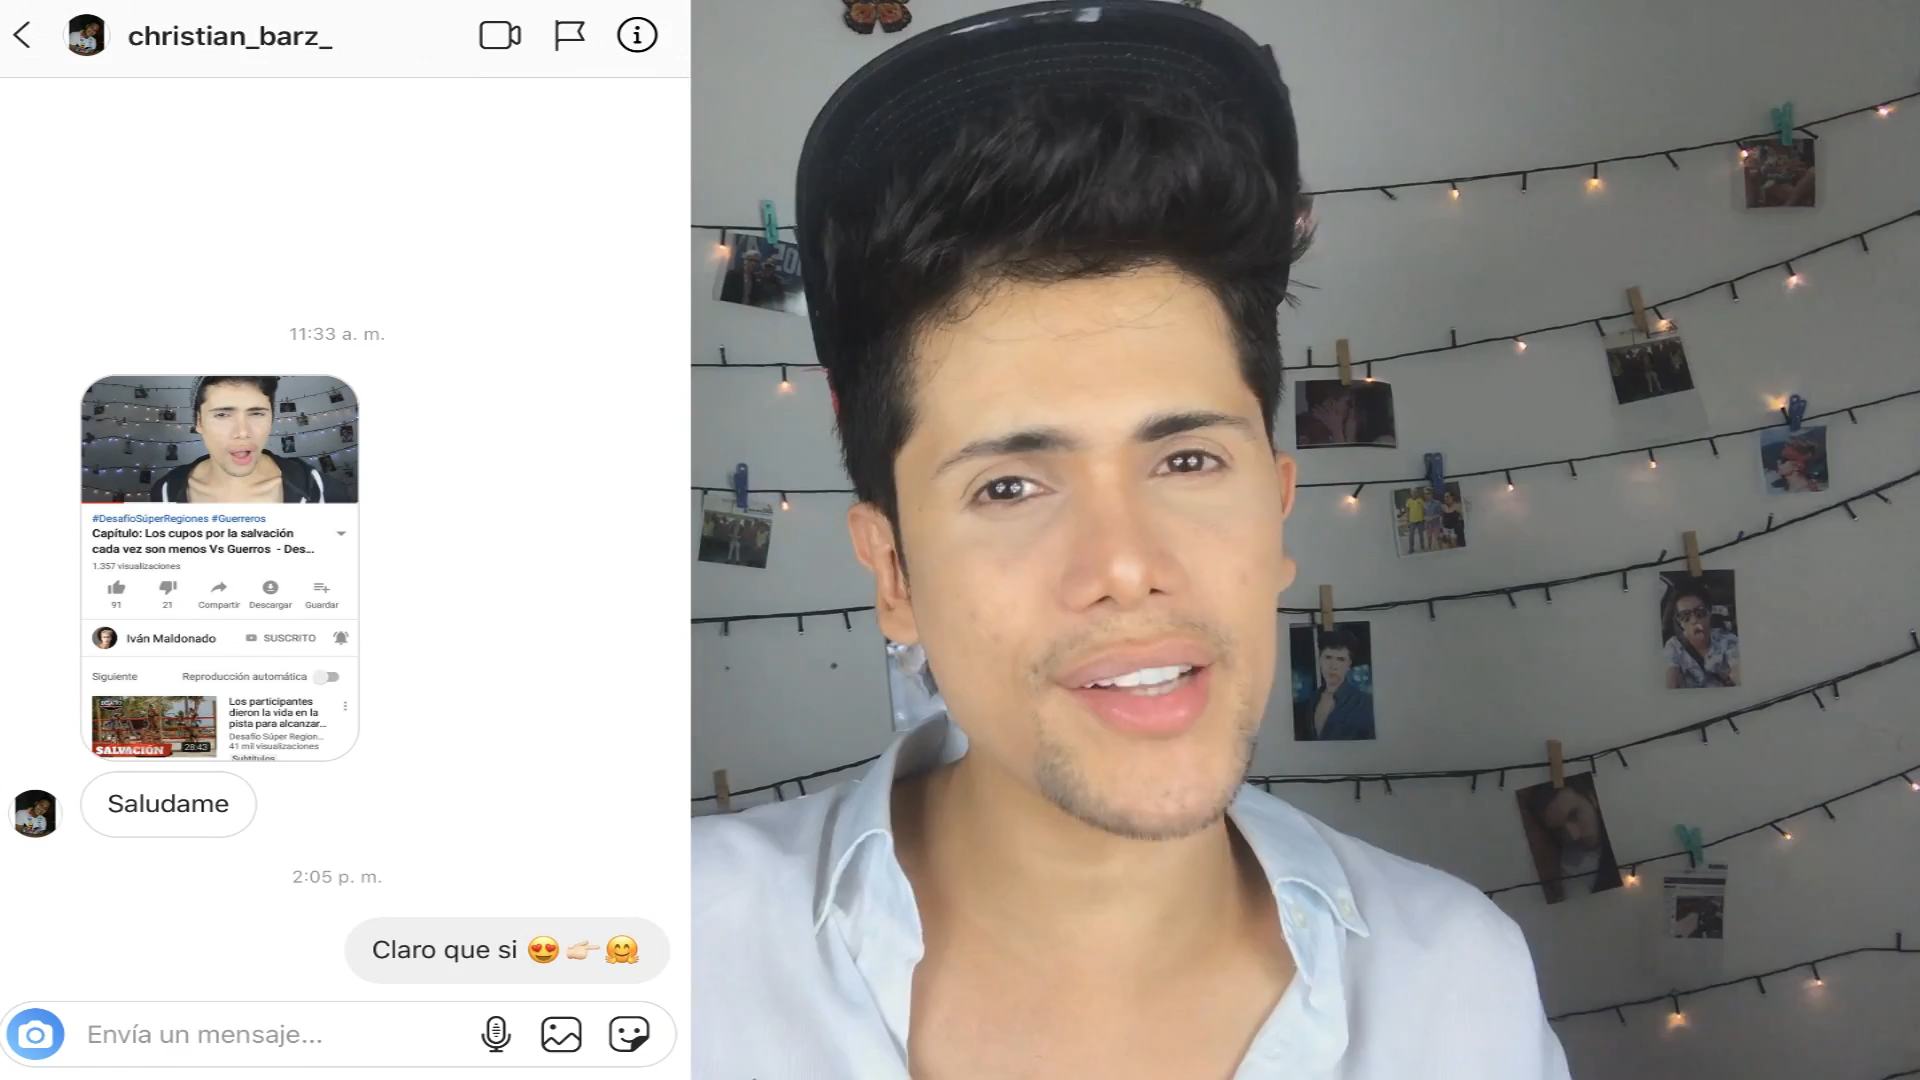 christian_barz_
11:33 a. m.
#DesafíoSúperRegiones #Guerreros
Capítulo: Los cupos por la salvación
cada vez son menos Vs Guerros - Des...
1.357 visualizaciones
91
21
Compartir
Descargar
Guardar
Iván Maldonado
SUSCRITO
Siguiente
Reproducción automática
SALVACIÓN
28:43
Los participantes
dieron la vida en la
pista para alcanzar...
Desafío Súper Region...
41 mil visualizaciones
Subtítulos
Saludame
2:05 p. m.
Claro que si 😍👉🏻🤗
Envía un mensaje...